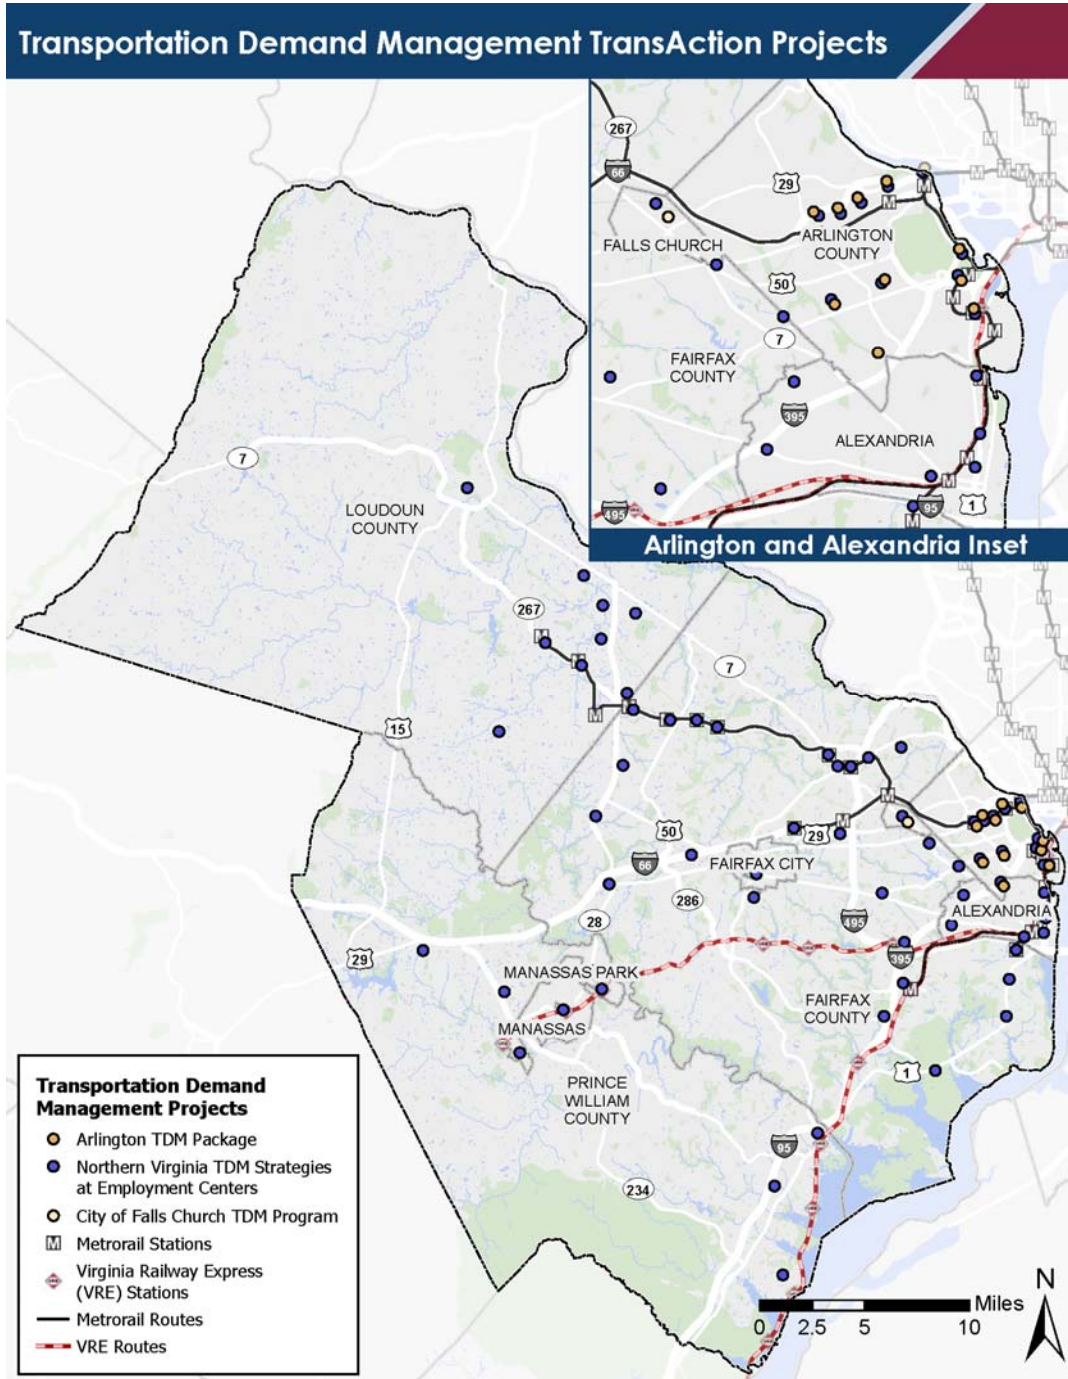 Transportation Demand Management TransAction Projects
267
66
29
FALLS CHURCH
ARLINGTON
COUNTY
50
7
FAIRFAX
COUNTY
395
ALEXANDRIA
495
95
1
Arlington and Alexandria Inset
7
LOUDOUN
COUNTY
267
7
15
50
29
66
FAIRFAX CITY
286
28
495
ALEXANDRIA
29
395
MANASSAS PARK
MANASSAS
FAIRFAX
COUNTY
1
PRINCE
WILLIAM
COUNTY
95
234
Transportation Demand
Management Projects
Arlington TDM Package
Northern Virginia TDM Strategies
at Employment Centers
City of Falls Church TDM Program
M Metrorail Stations
VRE Virginia Railway Express
(VRE) Stations
Metrorail Routes
VRE Routes
Miles
0 2.5 5 10
N